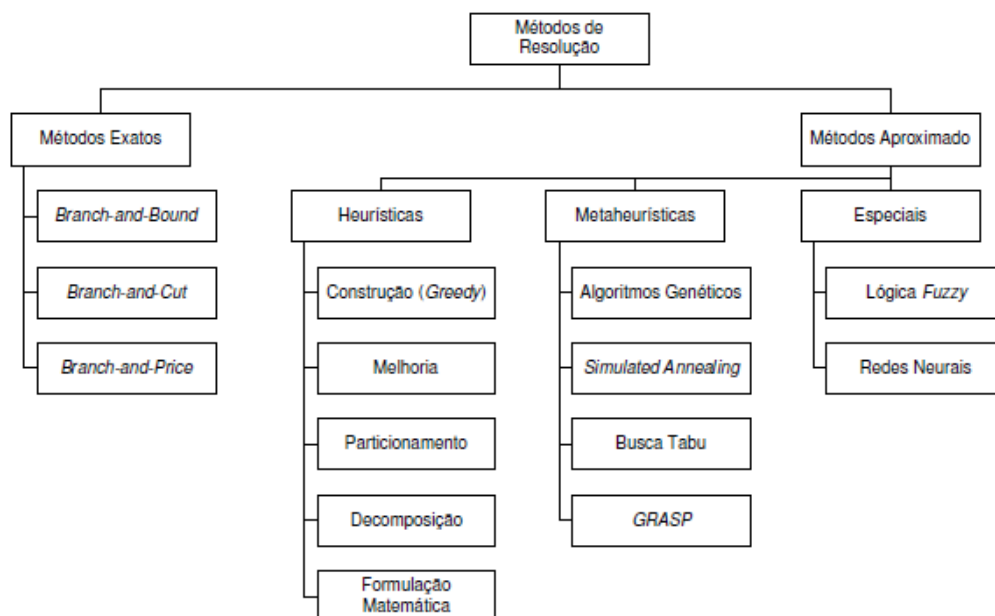 Métodos de
Resolução
Métodos Exatos
Métodos Aproximado
Branch-and-Bound
Heurísticas
Metaheurísticas
Especiais
Branch-and-Cut
Construção (Greedy)
Algoritmos Genéticos
Lógica Fuzzy
Branch-and-Price
Melhoria
Simulated Annealing
Redes Neurais
Particionamento
Busca Tabu
Decomposição
GRASP
Formulação
Matemática